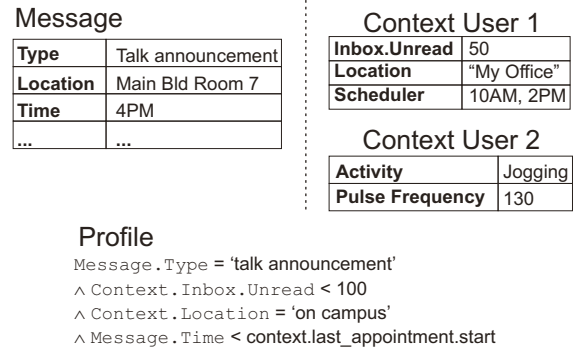 Message
Type Talk announcement
Location Main Bld Room 7
Time 4PM
... ...
Context User 1
Inbox.Unread 50
Location “My Office”
Scheduler 10AM, 2PM
Context User 2
Activity Jogging
Pulse Frequency 130
Profile
Message.Type = ‘talk announcement’
∧ Context.Inbox.Unread < 100
∧ Context.Location = ‘on campus’
∧ Message.Time < context.last_appointment.start